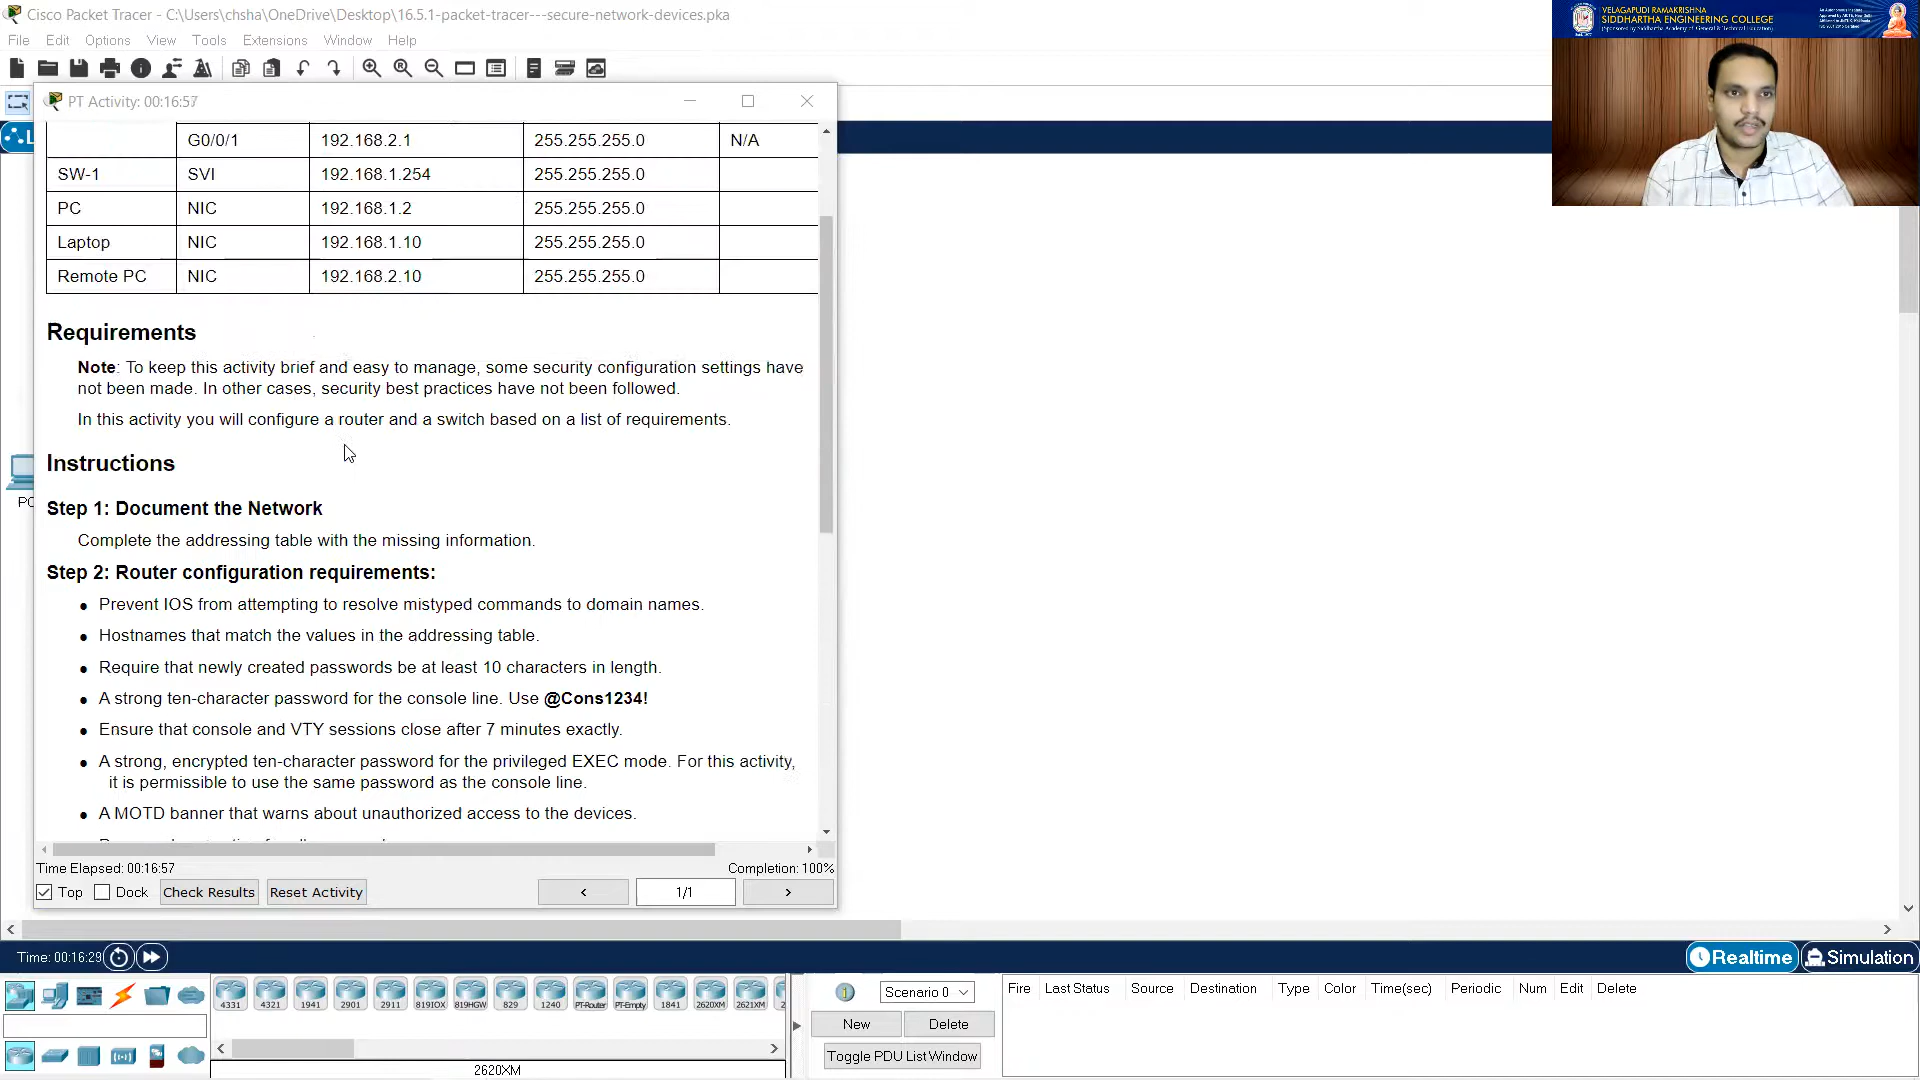 Cisco Packet Tracer - C:\Users\chsha\OneDrive\Desktop\16.5.1-packet-tracer---secure-network-devices.pka
VELAGAPUDI RAMAKRISHNA
SIDDHARTHA ENGINEERING COLLEGE
(Sponsored by Siddhartha Academy of General & Technical Education)
File Edit Options View Tools Extensions Window Help
PT Activity: 00:16:57
G0/0/1 192.168.2.1 255.255.255.0 N/A
SW-1 SVI 192.168.1.254 255.255.255.0
PC NIC 192.168.1.2 255.255.255.0
Laptop NIC 192.168.1.10 255.255.255.0
Remote PC NIC 192.168.2.10 255.255.255.0
Requirements
Note: To keep this activity brief and easy to manage, some security configuration settings have
not been made. In other cases, security best practices have not been followed.
In this activity you will configure a router and a switch based on a list of requirements.
Instructions
Step 1: Document the Network
Complete the addressing table with the missing information.
Step 2: Router configuration requirements:
● Prevent IOS from attempting to resolve mistyped commands to domain names.
● Hostnames that match the values in the addressing table.
● Require that newly created passwords be at least 10 characters in length.
● A strong ten-character password for the console line. Use @Cons1234!
● Ensure that console and VTY sessions close after 7 minutes exactly.
● A strong, encrypted ten-character password for the privileged EXEC mode. For this activity,
it is permissible to use the same password as the console line.
● A MOTD banner that warns about unauthorized access to the devices.
Time Elapsed: 00:16:57 Completion: 100%
Top Dock Check Results Reset Activity < 1/1 >
Time: 00:16:29 Realtime Simulation
4331 4321 1941 2901 2911 819IOX 819HGW 829 1240 PT-Router PT-Empty 1841 2620XM 2621XM
Scenario 0
New Delete
Toggle PDU List Window
Fire Last Status Source Destination Type Color Time(sec) Periodic Num Edit Delete
2620XM